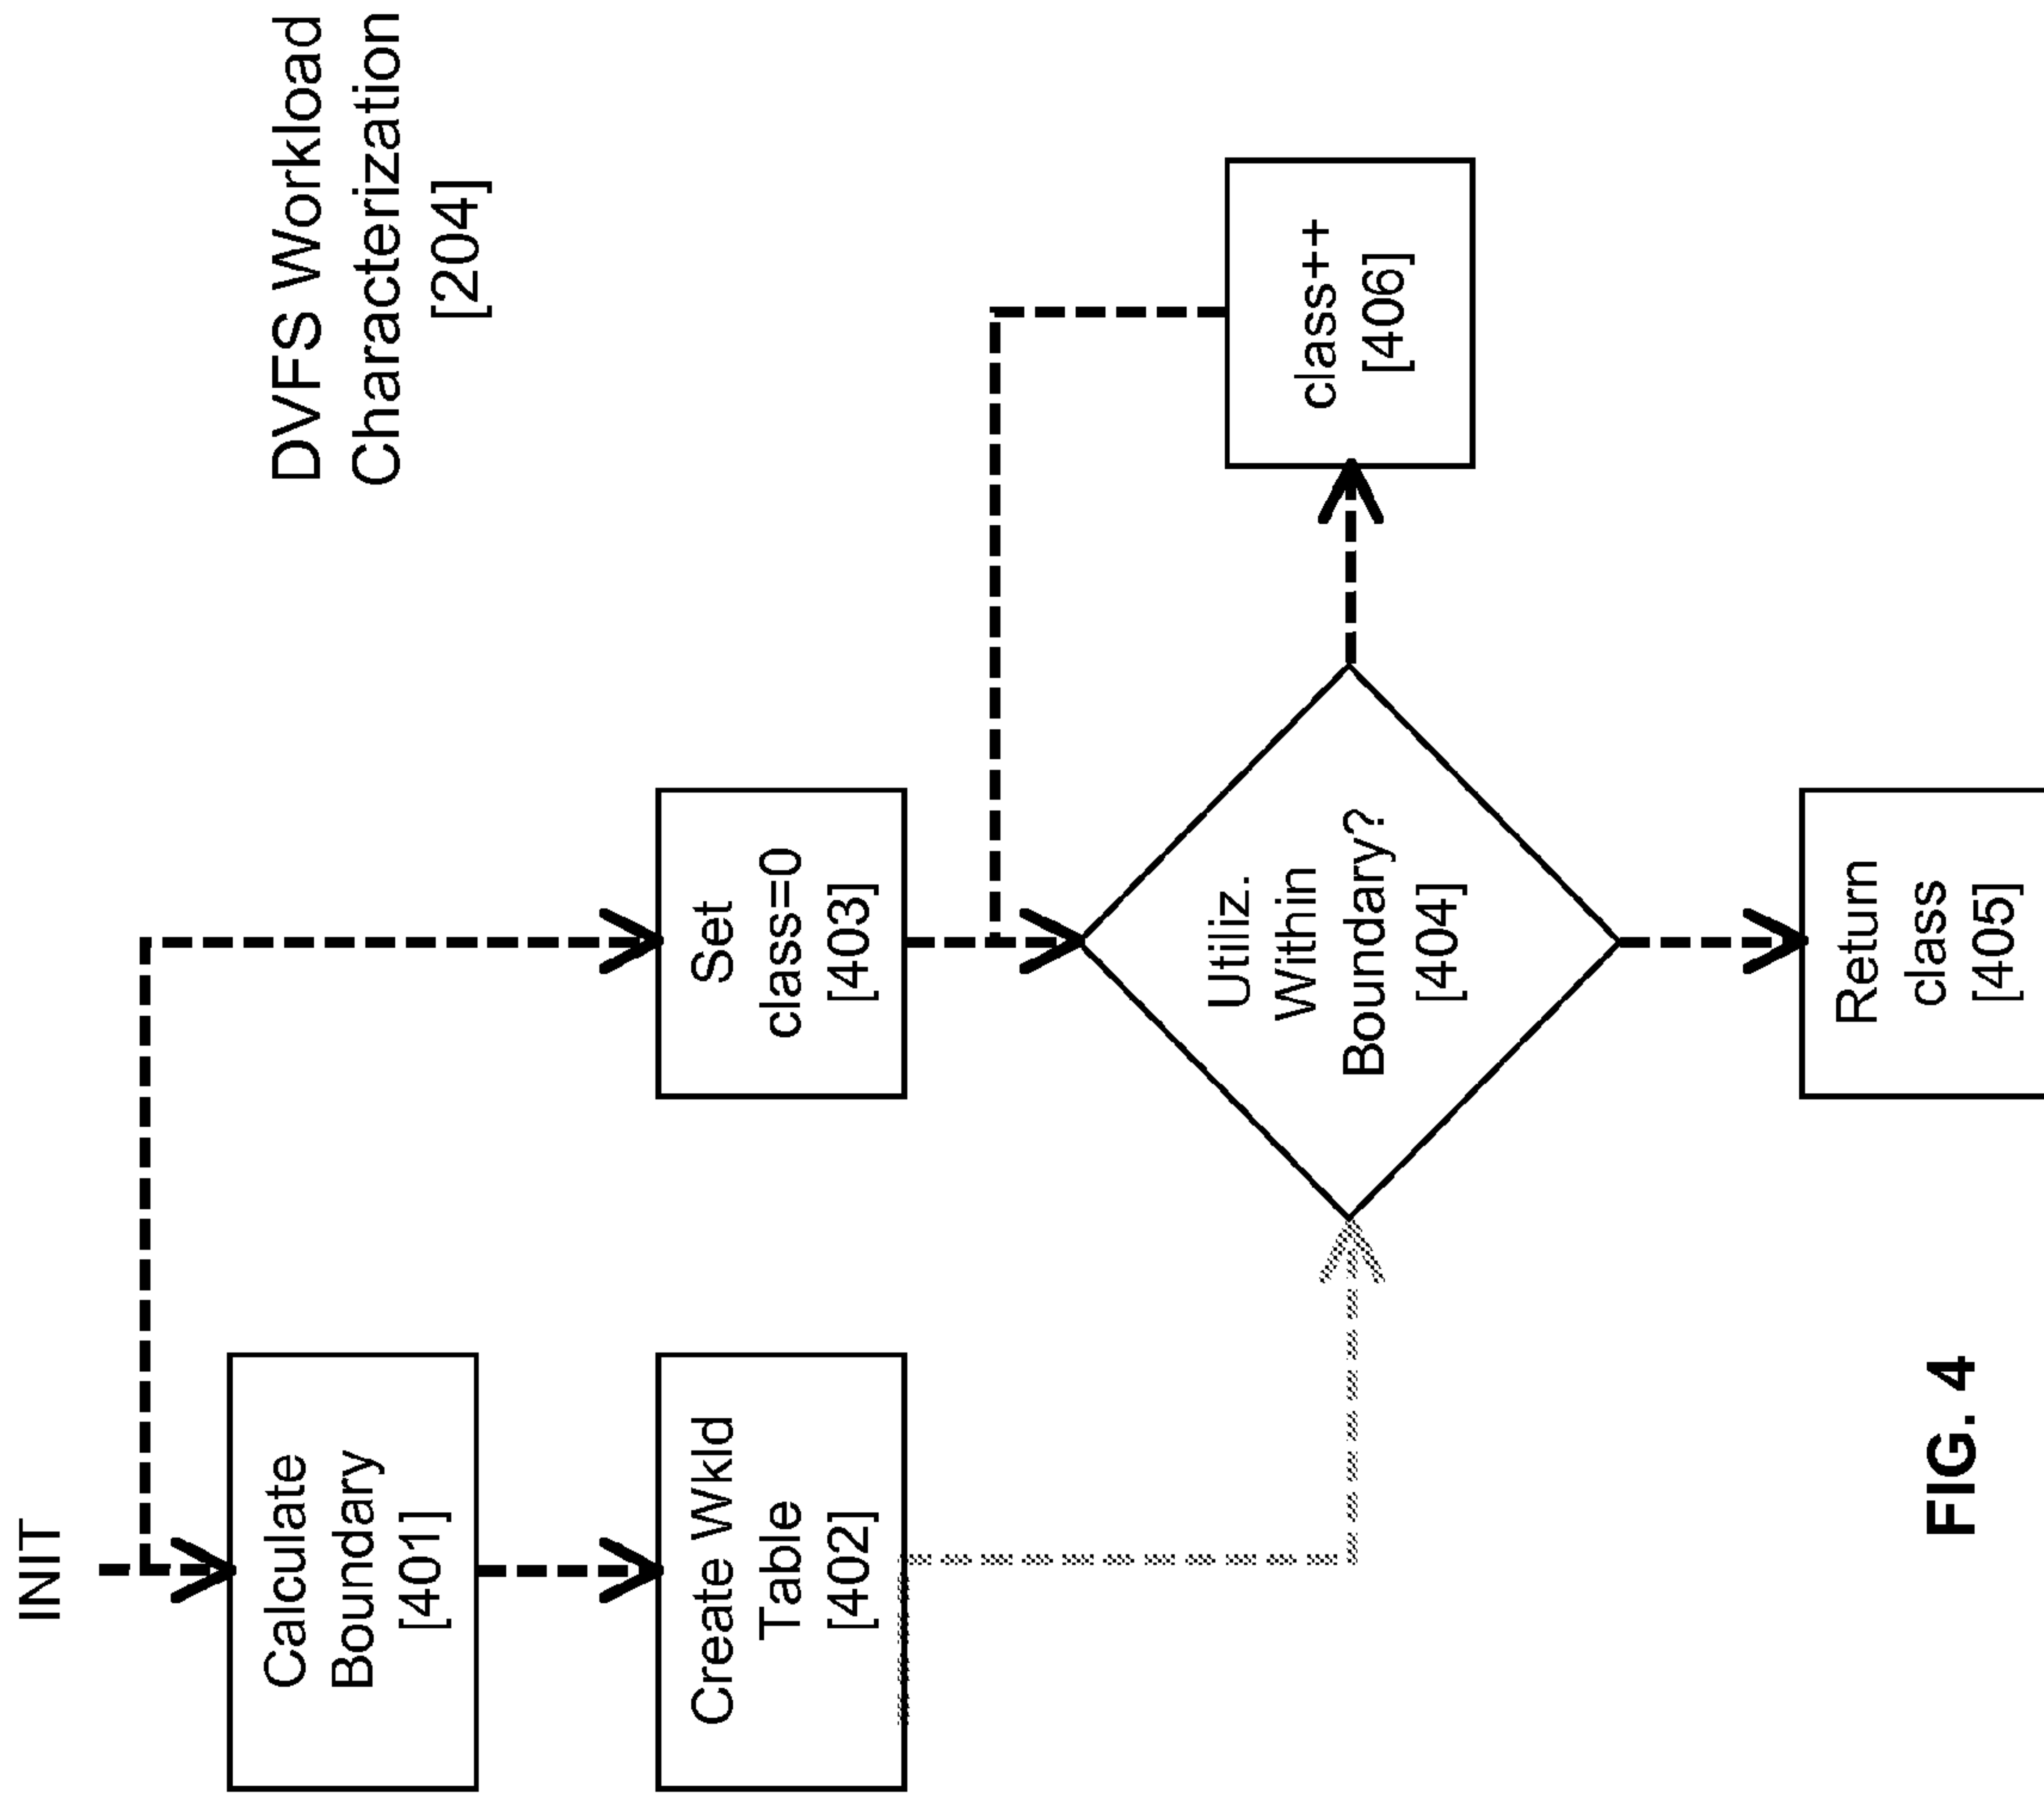 DVFS Workload
Characterization
[204]
INIT
Calculate
Boundary
[401]
Create Wkld
Table
[402]
Set
class=0
[403]
Utiliz.
Within
Boundary?
[404]
class++
[406]
Return
class
[405]
FIG. 4